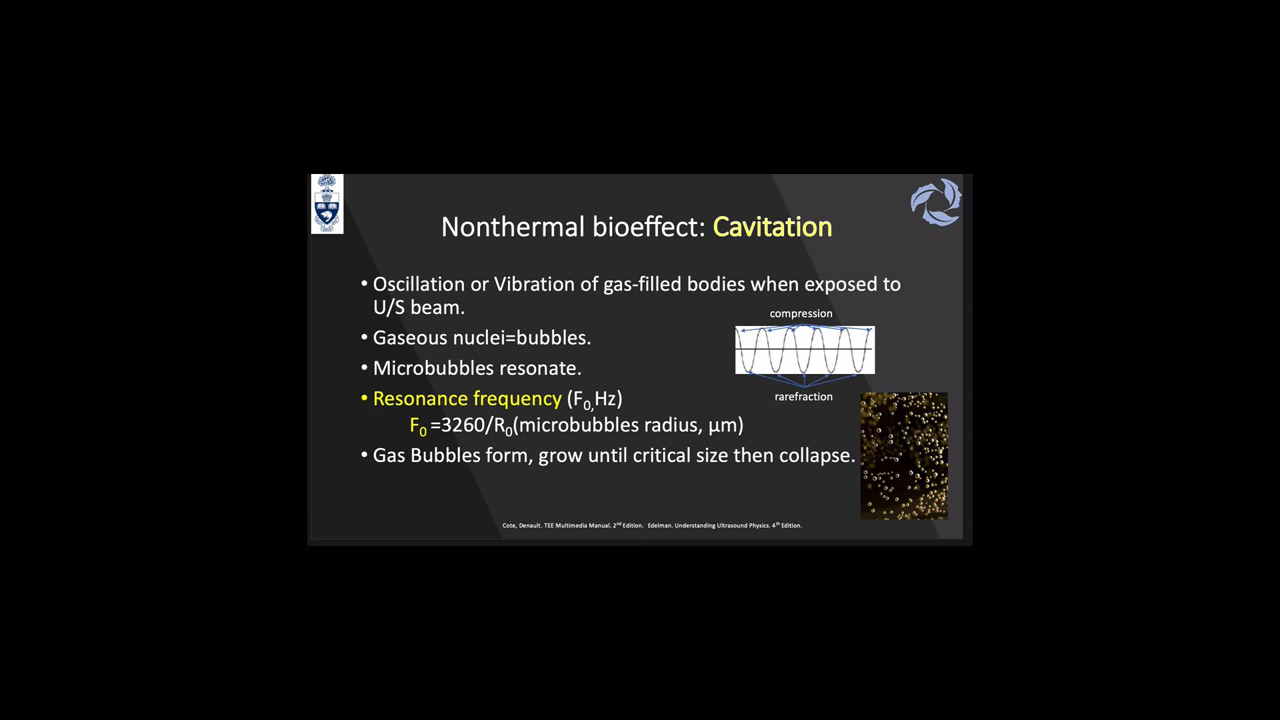 Nonthermal bioeffect: Cavitation
• Oscillation or Vibration of gas-filled bodies when exposed to
U/S beam.
compression
• Gaseous nuclei=bubbles.
• Microbubbles resonate.
rarefraction
• Resonance frequency (F0,Hz)
F0 =3260/R0(microbubbles radius, µm)
• Gas Bubbles form, grow until critical size then collapse.
Cote, Denault. TEE Multimedia Manual. 2nd Edition. Edelman. Understanding Ultrasound Physics. 4th Edition.